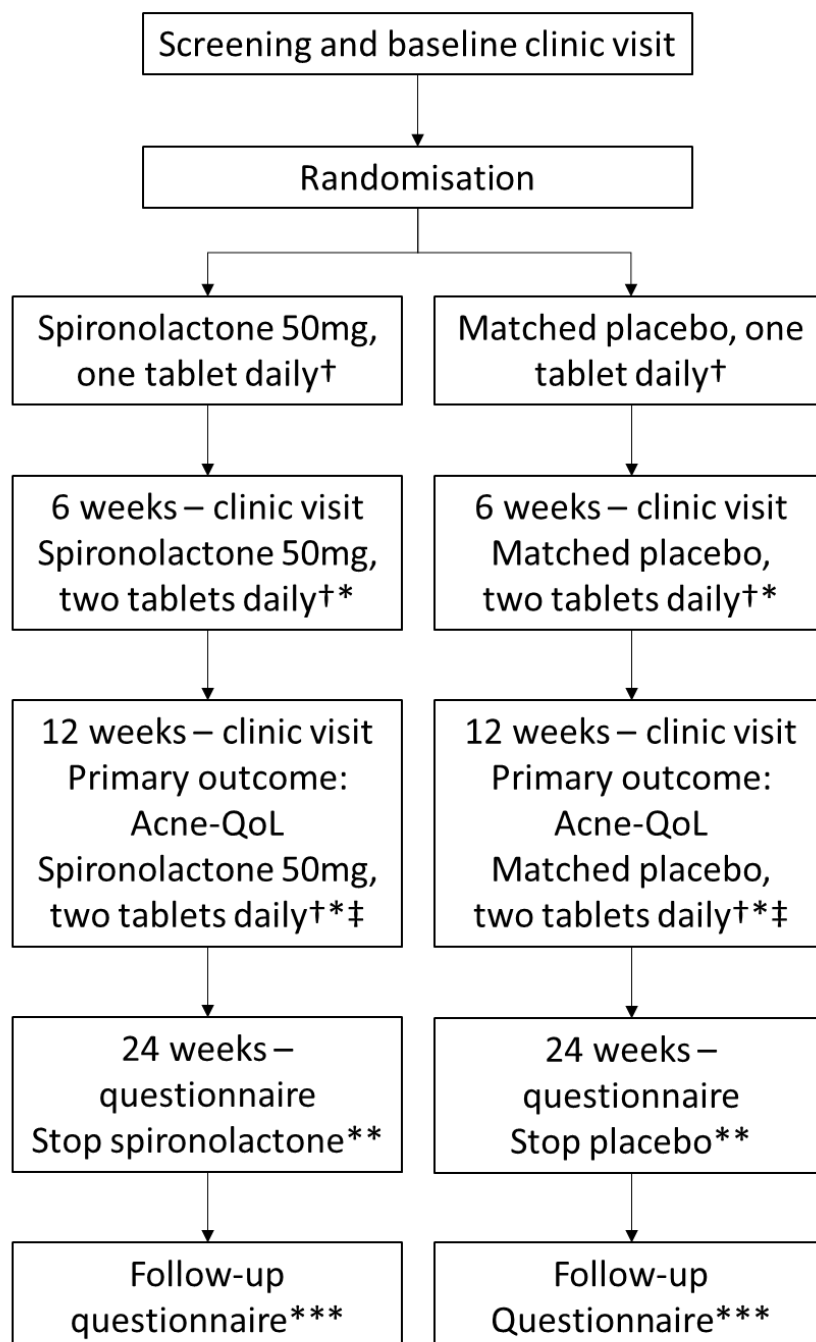 Screening and baseline clinic visit
Randomisation
Spironolactone 50mg,
one tablet daily†
Matched placebo, one
tablet daily†
6 weeks – clinic visit
Spironolactone 50mg,
two tablets daily†*
6 weeks – clinic visit
Matched placebo,
two tablets daily†*
12 weeks – clinic visit
Primary outcome:
Acne-QoL
Spironolactone 50mg,
two tablets daily†*‡
12 weeks – clinic visit
Primary outcome:
Acne-QoL
Matched placebo,
two tablets daily†*‡
24 weeks –
questionnaire
Stop spironolactone**
24 weeks –
questionnaire
Stop placebo**
Follow-up
questionnaire***
Follow-up
Questionnaire***